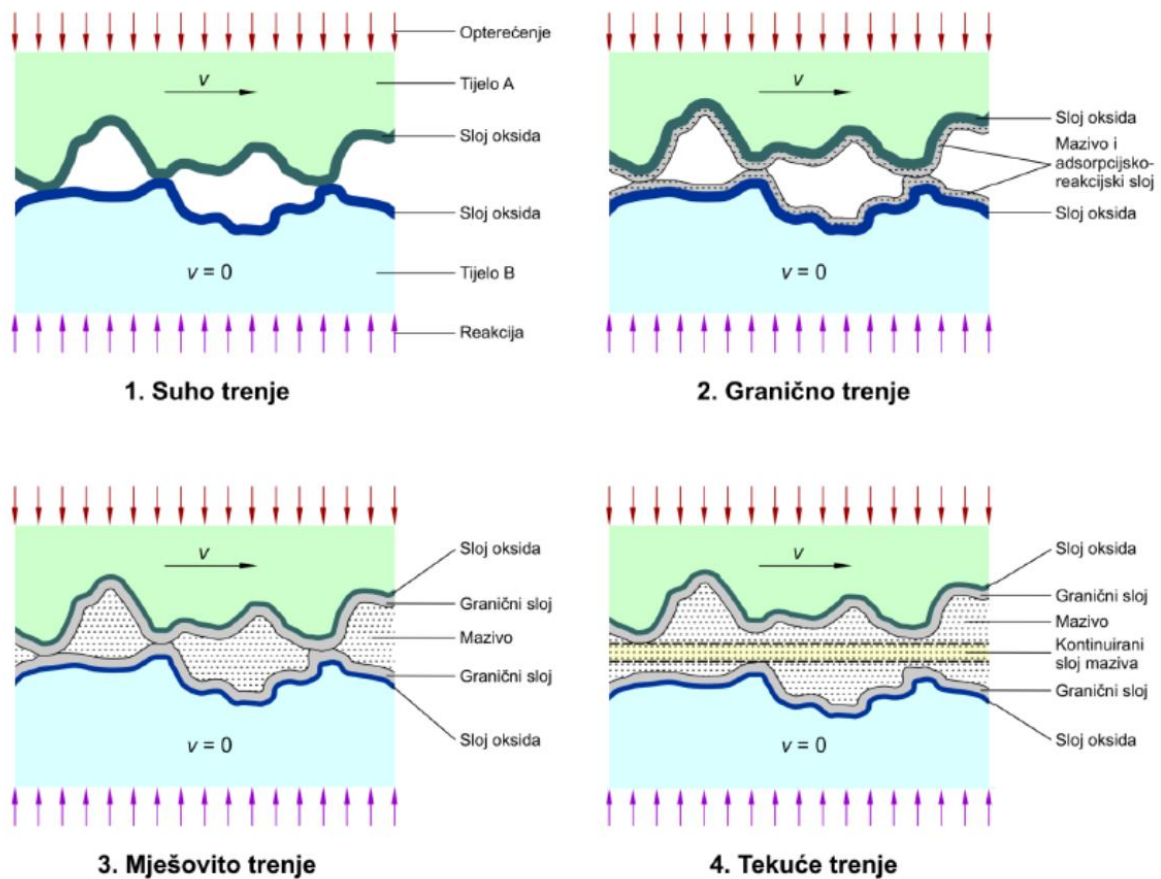 Opterećenje
v
Tijelo A
Sloj oksida
Sloj oksida
v = 0
Tijelo B
Reakcija
1. Suho trenje
v
Sloj oksida
Mazivo i
adsorpcijsko-
reakcijski sloj
Sloj oksida
v = 0
2. Granično trenje
v
Sloj oksida
Granični sloj
Mazivo
Granični sloj
Sloj oksida
v = 0
3. Mješovito trenje
v
Sloj oksida
Granični sloj
Mazivo
Kontinuirani
sloj maziva
Granični sloj
Sloj oksida
v = 0
4. Tekuće trenje